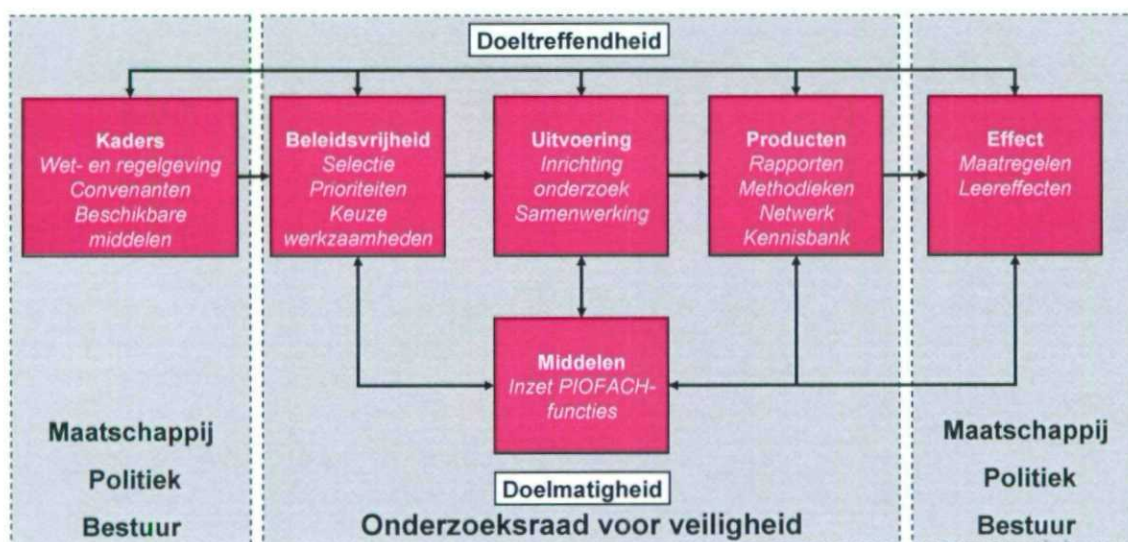 Doeltreffendheid
Kaders
Wet- en regelgeving
Convenanten
Beschikbare
middelen
Beleidsvrijheid
Selectie
Prioriteiten
Keuze
werkzaamheden
Uitvoering
Inrichting
onderzoek
Samenwerking
Producten
Rapporten
Methodieken
Netwerk
Kennisbank
Effect
Maatregelen
Leereffecten
Middelen
Inzet PIOFACH-
functies
Maatschappij
Politiek
Bestuur
Doelmatigheid
Onderzoeksraad voor veiligheid
Maatschappij
Politiek
Bestuur